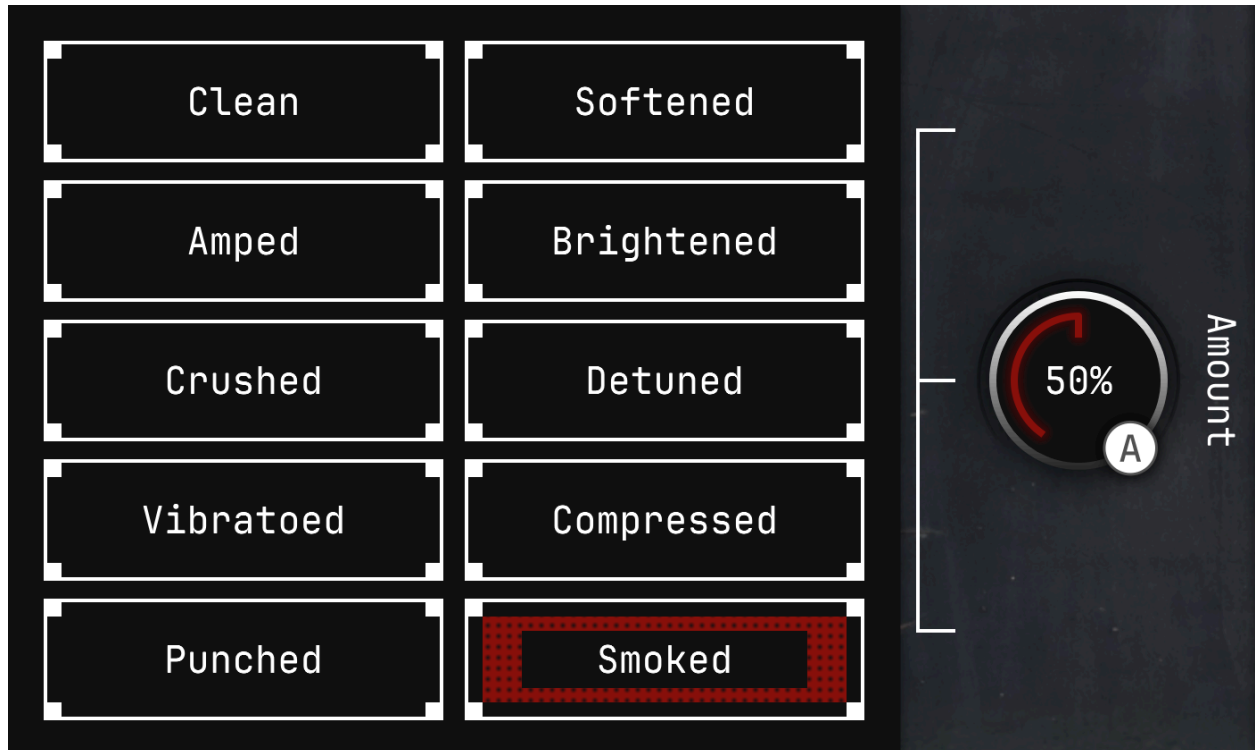 Clean
Softened
Amped
Brightened
Crushed
Detuned
Vibratoed
Compressed
Punched
Smoked
50%
A
Amount